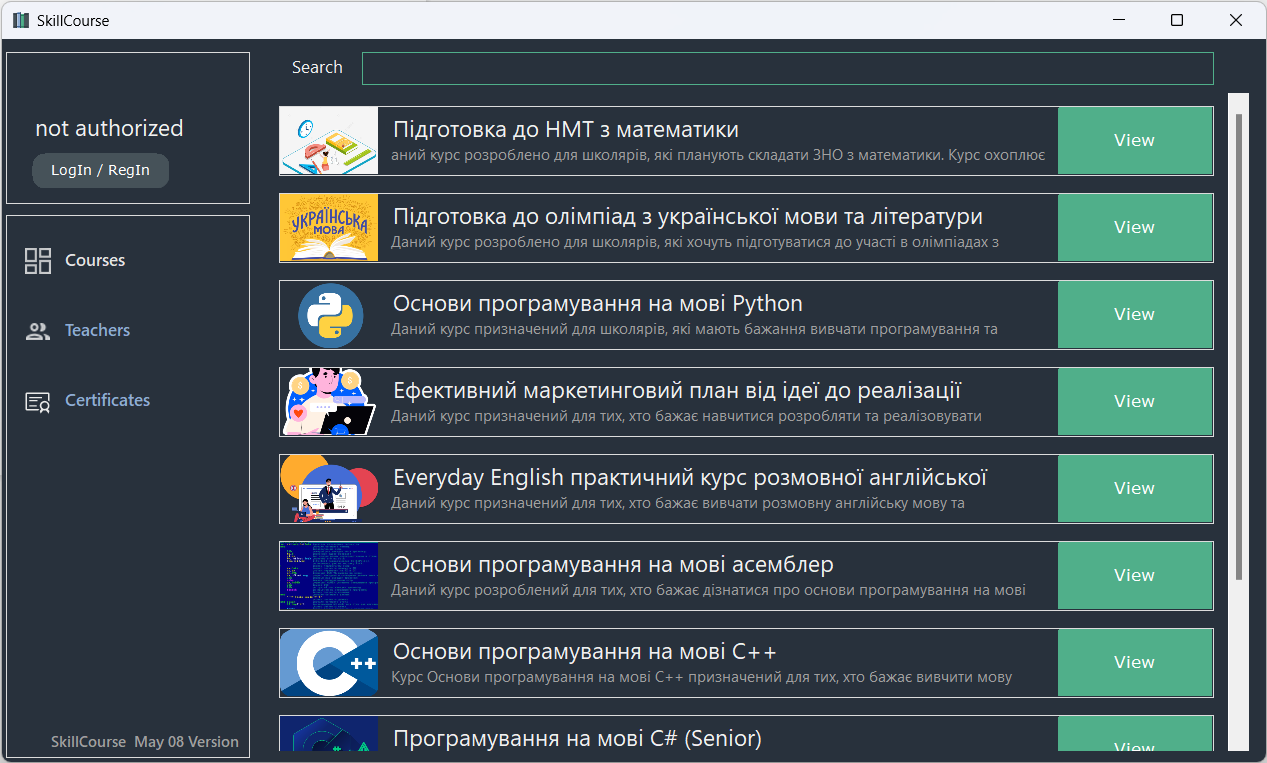 SkillCourse
not authorized
LogIn / RegIn
Courses
Teachers
Certificates
SkillCourse May 08 Version
Search
Підготовка до НМТ з математики
аний курс розроблено для школярів, які планують складати ЗНО з математики. Курс охоплює
View
УКРАЇНСЬКА
МОВА
Підготовка до олімпіад з української мови та літератури
Даний курс розроблено для школярів, які хочуть підготуватися до участі в олімпіадах з
View
Основи програмування на мові Python
Даний курс призначений для школярів, які мають бажання вивчати програмування та
View
Ефективний маркетинговий план від ідеї до реалізації
Даний курс призначений для тих, хто бажає навчитися розробляти та реалізовувати
View
Everyday English практичний курс розмовної англійської
Даний курс призначений для тих, хто бажає вивчати розмовну англійську мову та
View
Основи програмування на мові асемблер
Даний курс розроблений для тих, хто бажає дізнатися про основи програмування на мові
View
C++
Основи програмування на мові C++
Курс Основи програмування на мові C++ призначений для тих, хто бажає вивчити мову
View
Програмування на мові C# (Senior)
View